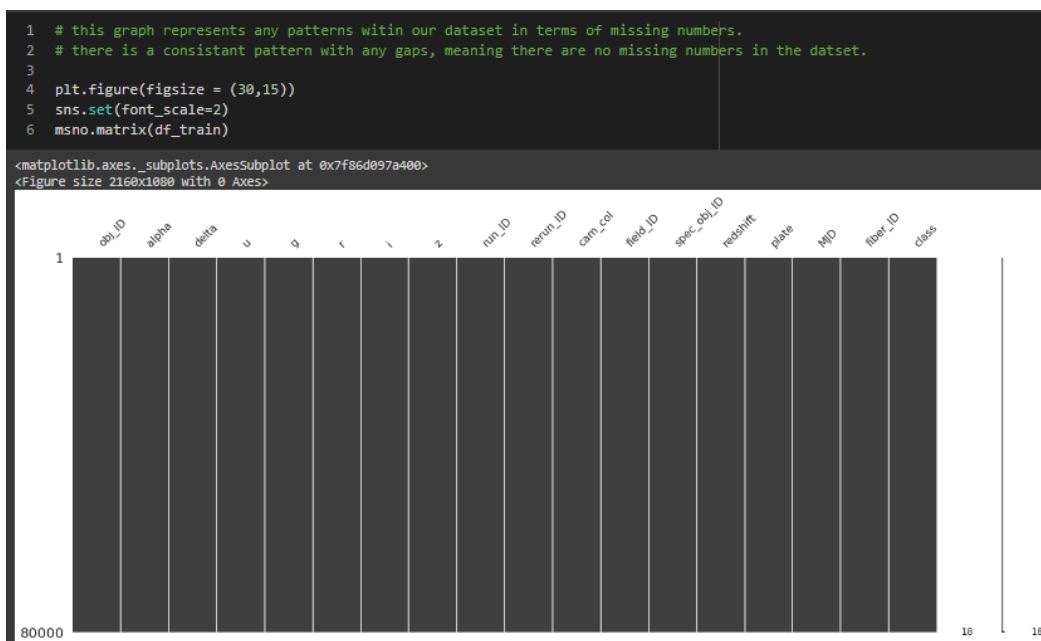 1 # this graph represents any patterns witin our dataset in terms of missing numbers.
2 # there is a consistant pattern with any gaps, meaning there are no missing numbers in the datset.
3
4 plt.figure(figsize = (30,15))
5 sns.set(font_scale=2)
6 msno.matrix(df_train)
<matplotlib.axes._subplots.AxesSubplot at 0x7f86d097a400>
<Figure size 2160x1080 with 0 Axes>
obj_ID alpha delta u g r i z run_ID rerun_ID cam_col field_ID spec_obj_ID redshift plate MJD fiber_ID class
1
80000 18 18